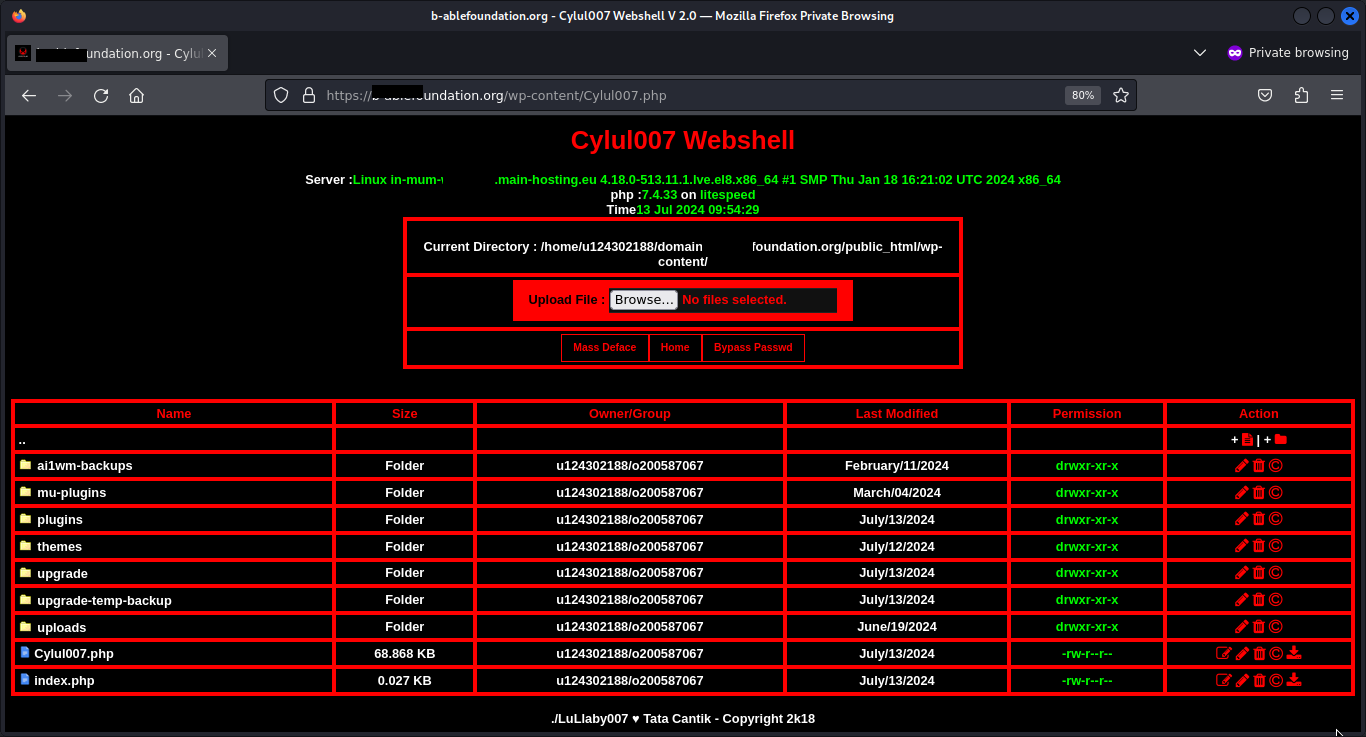 b-ablefoundation.org - Cylul007 Webshell V 2.0 — Mozilla Firefox Private Browsing
undation.org - Cylul
Private browsing
https:// oundation.org/wp-content/Cylul007.php
80%
Cylul007 Webshell
Server :Linux in-mum- .main-hosting.eu 4.18.0-513.11.1.lve.el8.x86_64 #1 SMP Thu Jan 18 16:21:02 UTC 2024 x86_64
php :7.4.33 on litespeed
Time13 Jul 2024 09:54:29
Current Directory : /home/u124302188/domain foundation.org/public_html/wp-
content/
Upload File : Browse... No files selected.
Mass Deface Home Bypass Passwd
Name Size Owner/Group Last Modified Permission Action
.. + | +
ai1wm-backups Folder u124302188/o200587067 February/11/2024 drwxr-xr-x
mu-plugins Folder u124302188/o200587067 March/04/2024 drwxr-xr-x
plugins Folder u124302188/o200587067 July/13/2024 drwxr-xr-x
themes Folder u124302188/o200587067 July/12/2024 drwxr-xr-x
upgrade Folder u124302188/o200587067 July/13/2024 drwxr-xr-x
upgrade-temp-backup Folder u124302188/o200587067 July/13/2024 drwxr-xr-x
uploads Folder u124302188/o200587067 June/19/2024 drwxr-xr-x
Cylul007.php 68.868 KB u124302188/o200587067 July/13/2024 -rw-r--r--
index.php 0.027 KB u124302188/o200587067 July/13/2024 -rw-r--r--
./LuLlaby007 ♥ Tata Cantik - Copyright 2k18